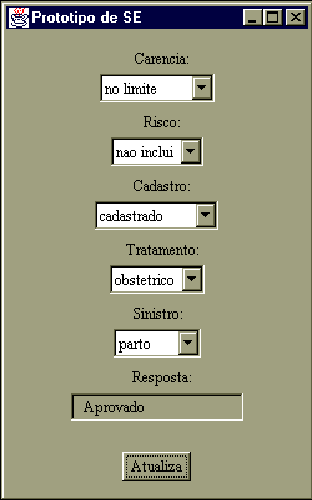 Prototipo de SE
Carencia:
no limite
Risco:
nao inclui
Cadastro:
cadastrado
Tratamento:
obstetrico
Sinistro:
parto
Resposta:
Aprovado
Atualiza